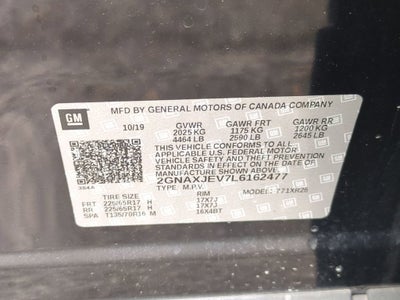 GM
MFD BY GENERAL MOTORS OF CANADA COMPANY
10/19 GVWR GAWR FRT GAWR RR
2025 KG 1175 KG 1200 KG
4464 LB 2590 LB 2645 LB
THIS VEHICLE CONFORMS TO ALL APPLICABLE
U.S. FEDERAL MOTOR VEHICLE
SAFETY, BUMPER, AND THEFT PREVENTION
STANDARDS IN EFFECT ON THE DATE OF
MANUFACTURE SHOWN ABOVE.
2GNAXJEV7L6162477
TYPE: M.P.V. MODEL: 771XR26
TIRE SIZE RIM
FRT 225/65R17 H 17X7J
RR 225/65R17 H 17X7J
SPA T135/70R16 M 16X4BT